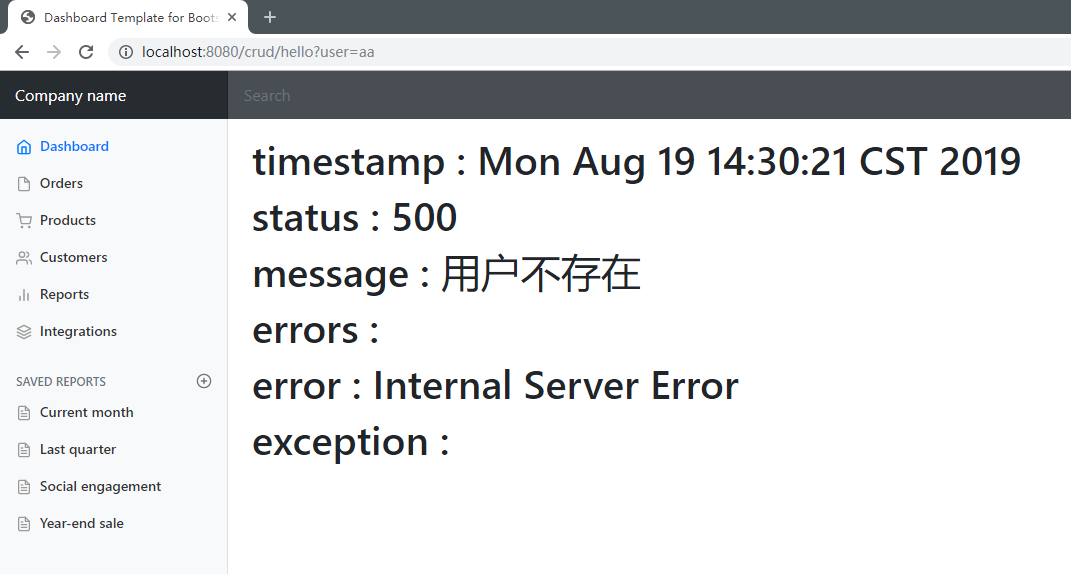 Dashboard Template for Boots
localhost:8080/crud/hello?user=aa
Company name
Search
Dashboard
Orders
Products
Customers
Reports
Integrations
SAVED REPORTS
Current month
Last quarter
Social engagement
Year-end sale
timestamp : Mon Aug 19 14:30:21 CST 2019
status : 500
message : 用户不存在
errors :
error : Internal Server Error
exception :